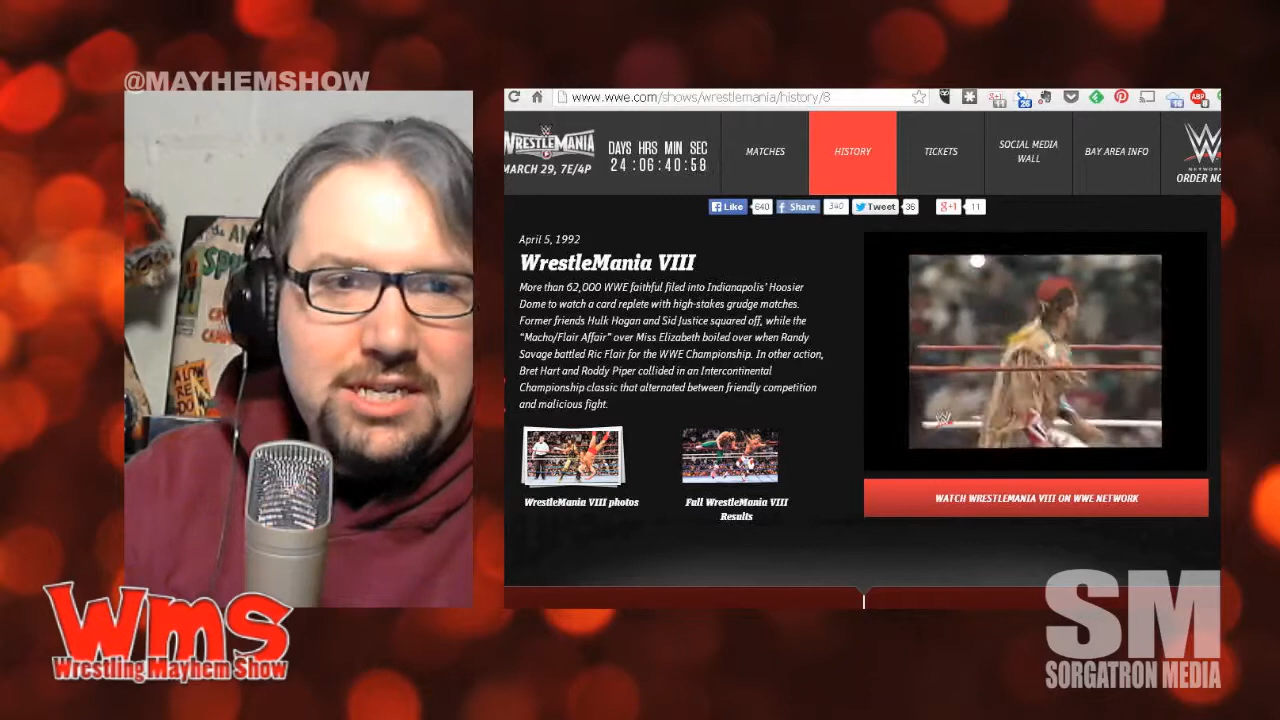 @MAYHEMSHOW
www.wwe.com/shows/wrestlemania/history/8
WRESTLEMANIA
MARCH 29, 7E/4P
DAYS HRS MIN SEC
24:06:40:58
MATCHES
HISTORY
TICKETS
SOCIAL MEDIA
WALL
BAY AREA INFO
NETWORK
ORDER NO
Like 640 Share 340 Tweet 36 +1 11
April 5, 1992
WrestleMania VIII
More than 62,000 WWE faithful filed into Indianapolis' Hoosier
Dome to watch a card replete with high-stakes grudge matches.
Former friends Hulk Hogan and Sid Justice squared off, while the
"Macho/Flair Affair" over Miss Elizabeth boiled over when Randy
Savage battled Ric Flair for the WWE Championship. In other action,
Bret Hart and Roddy Piper collided in an Intercontinental
Championship classic that alternated between friendly competition
and malicious fight.
WrestleMania VIII photos
Full WrestleMania VIII
Results
WATCH WRESTLEMANIA VIII ON WWE NETWORK
Wms
Wrestling Mayhem Show
SM
SORGATRON MEDIA